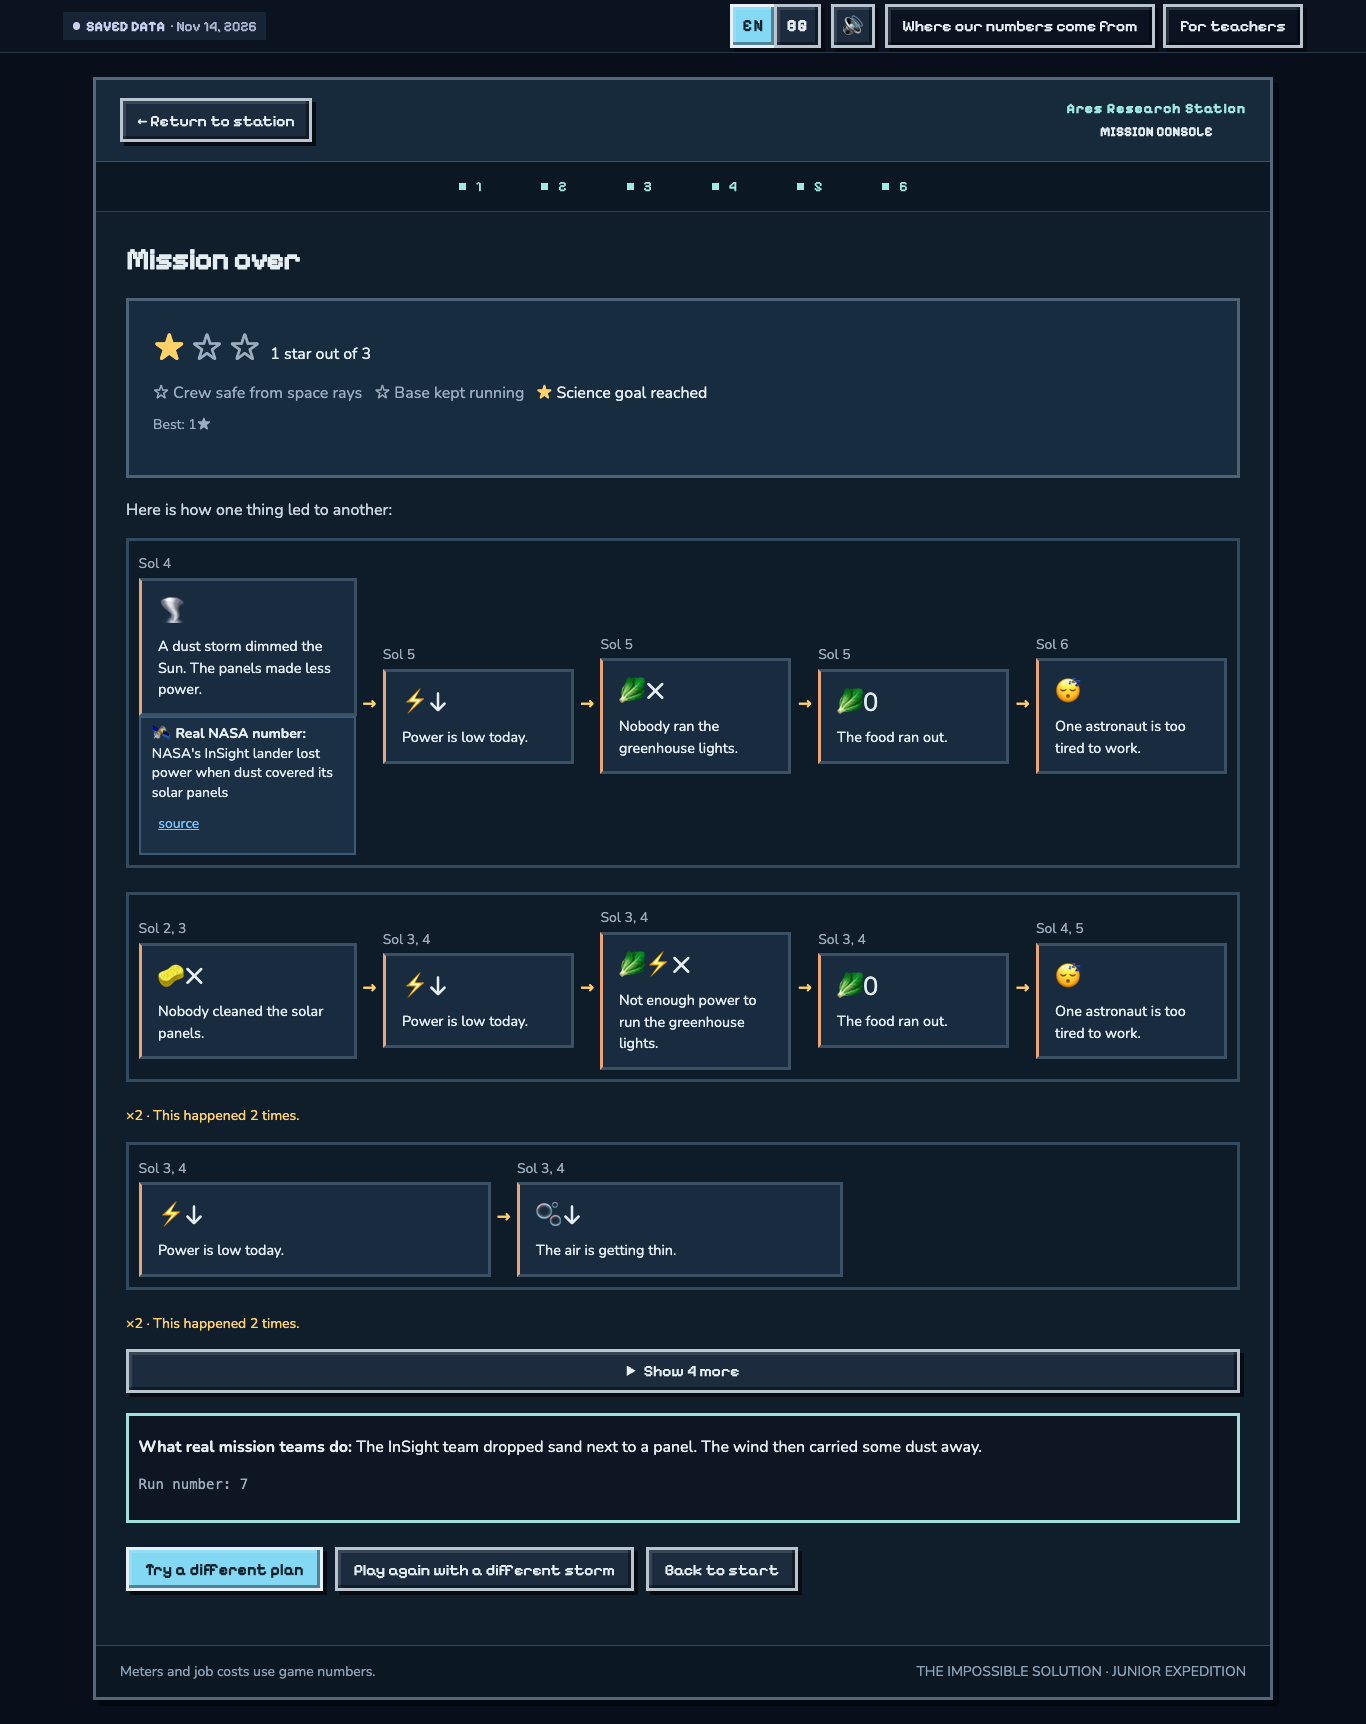 SAVED DATA · Nov 14, 2026
EN
Where our numbers come from
For teachers
← Return to station
Ares Research Station
MISSION CONSOLE
1
2
3
4
5
6
Mission over
1 star out of 3
Crew safe from space rays
Base kept running
Science goal reached
Best: 1★
Here is how one thing led to another:
Sol 4
A dust storm dimmed the
Sun. The panels made less
power.
Real NASA number:
NASA's InSight lander lost
power when dust covered its
solar panels
source
→
Sol 5
Power is low today.
→
Sol 5
Nobody ran the
greenhouse lights.
→
Sol 5
0
The food ran out.
→
Sol 6
One astronaut is too
tired to work.
Sol 2, 3
Nobody cleaned the solar
panels.
→
Sol 3, 4
Power is low today.
→
Sol 3, 4
Not enough power to
run the greenhouse
lights.
→
Sol 3, 4
0
The food ran out.
→
Sol 4, 5
One astronaut is too
tired to work.
×2 · This happened 2 times.
Sol 3, 4
Power is low today.
→
Sol 3, 4
The air is getting thin.
×2 · This happened 2 times.
▶ Show 4 more
What real mission teams do: The InSight team dropped sand next to a panel. The wind then carried some dust away.
Run number: 7
Try a different plan
Play again with a different storm
Back to start
Meters and job costs use game numbers.
THE IMPOSSIBLE SOLUTION · JUNIOR EXPEDITION